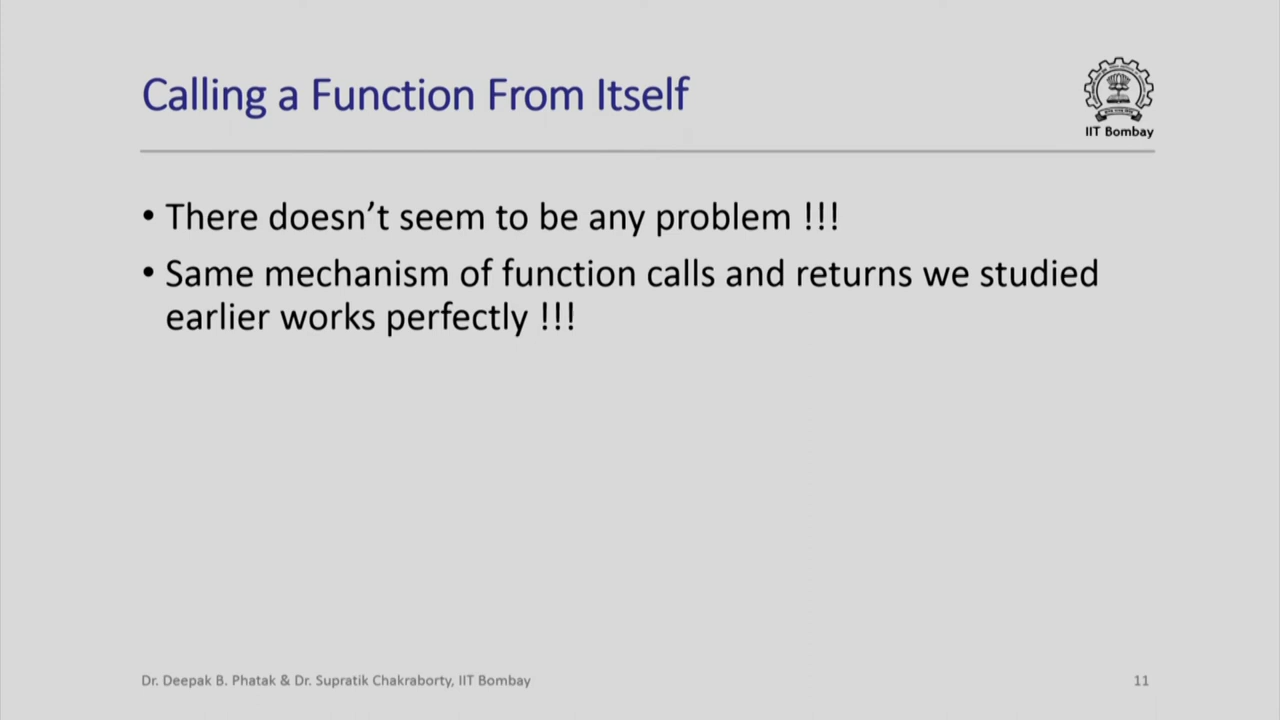 Calling a Function From Itself
IIT Bombay
• There doesn’t seem to be any problem !!!
• Same mechanism of function calls and returns we studied
earlier works perfectly !!!
Dr. Deepak B. Phatak & Dr. Supratik Chakraborty, IIT Bombay
11